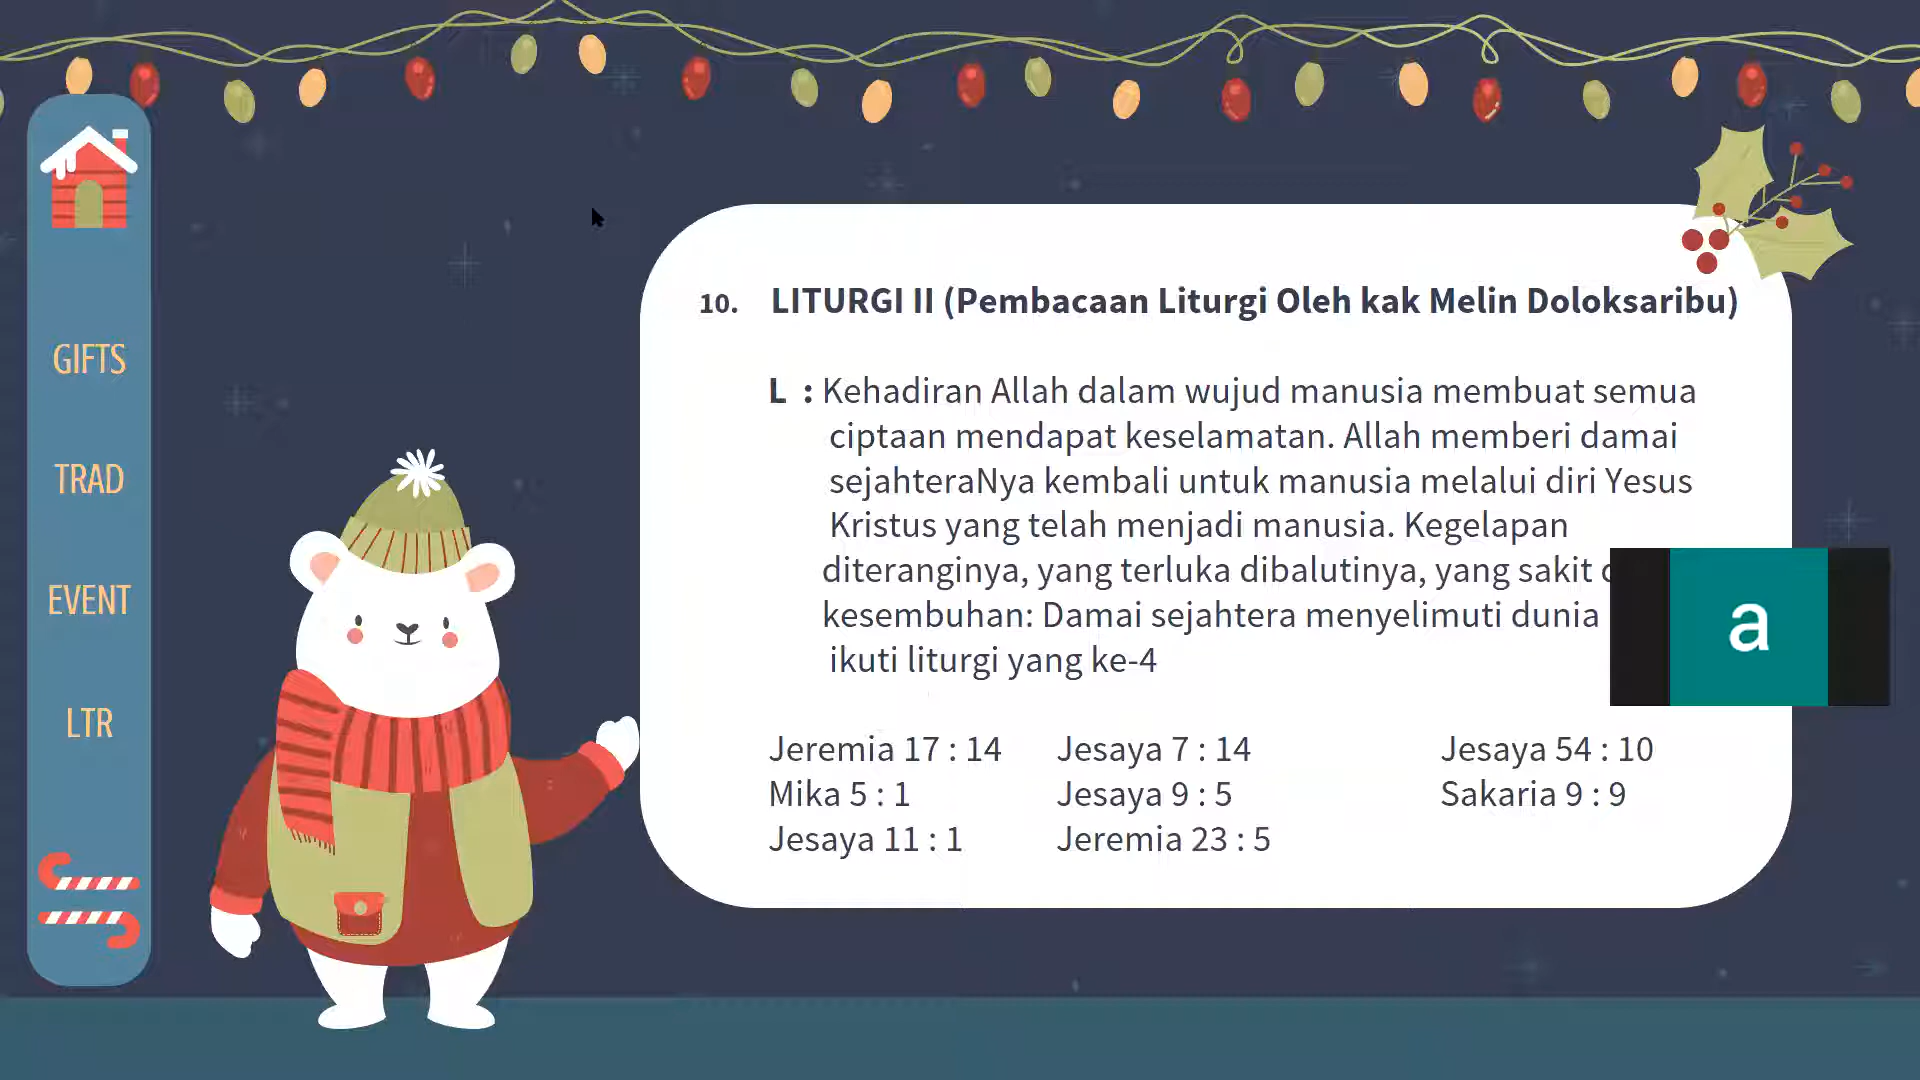 GIFTS
TRAD
EVENT
LTR
10. LITURGI II (Pembacaan Liturgi Oleh kak Melin Doloksaribu)
L : Kehadiran Allah dalam wujud manusia membuat semua
ciptaan mendapat keselamatan. Allah memberi damai
sejahteraNya kembali untuk manusia melalui diri Yesus
Kristus yang telah menjadi manusia. Kegelapan
diteranginya, yang terluka dibalutinya, yang sakit
kesembuhan: Damai sejahtera menyelimuti dunia
ikuti liturgi yang ke-4
Jeremia 17 : 14 Jesaya 7 : 14 Jesaya 54 : 10
Mika 5 : 1 Jesaya 9 : 5 Sakaria 9 : 9
Jesaya 11 : 1 Jeremia 23 : 5
a